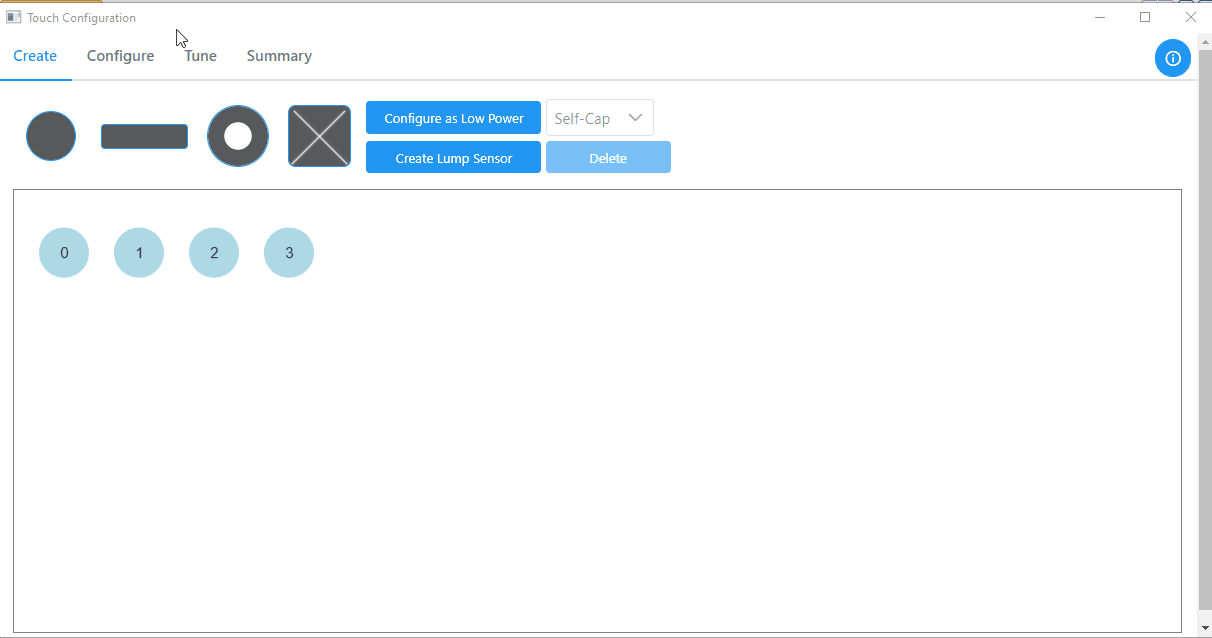 Touch Configuration
Create Configure Tune Summary
Configure as Low Power Self-Cap
Create Lump Sensor Delete
0 1 2 3